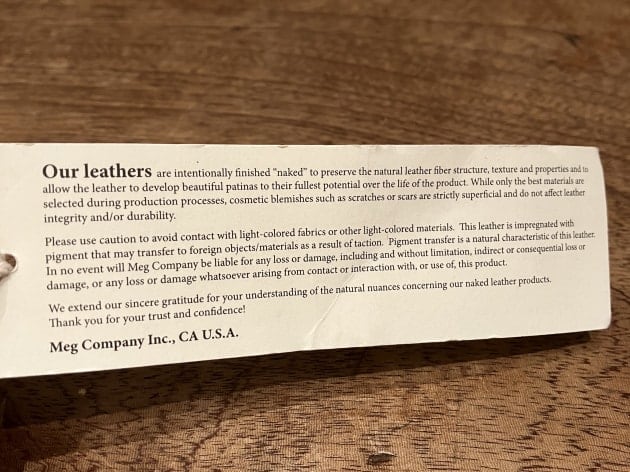 Our leathers are intentionally finished "naked" to preserve the natural leather fiber structure, texture and properties and to
allow the leather to develop beautiful patinas to their fullest potential over the life of the product. While only the best materials are
selected during production processes, cosmetic blemishes such as scratches or scars are strictly superficial and do not affect leather
integrity and/or durability.
Please use caution to avoid contact with light-colored fabrics or other light-colored materials. This leather is impregnated with
pigment that may transfer to foreign objects/materials as a result of taction. Pigment transfer is a natural characteristic of this leather.
In no event will Meg Company be liable for any loss or damage, including and without limitation, indirect or consequential loss or
damage, or any loss or damage whatsoever arising from contact or interaction with, or use of, this product.
We extend our sincere gratitude for your understanding of the natural nuances concerning our naked leather products.
Thank you for your trust and confidence!
Meg Company Inc., CA U.S.A.